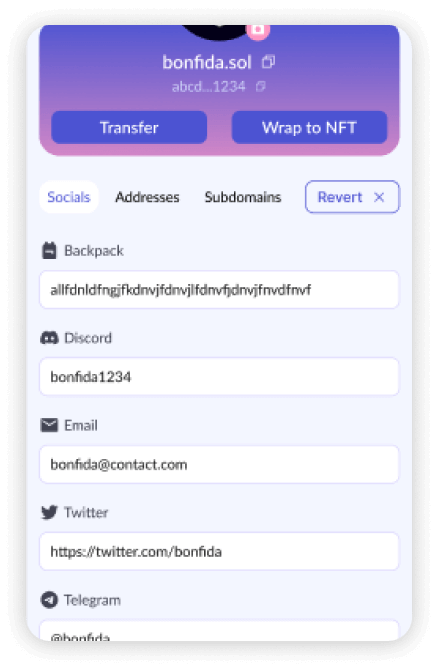 bonfida.sol
abcd...1234
Transfer Wrap to NFT
Socials Addresses Subdomains Revert
Backpack
allfdnldfngjfkdnvjfdnvjlfdnvfjdnvjfnvdfnvf
Discord
bonfida1234
Email
bonfida@contact.com
Twitter
https://twitter.com/bonfida
Telegram
@bonfida